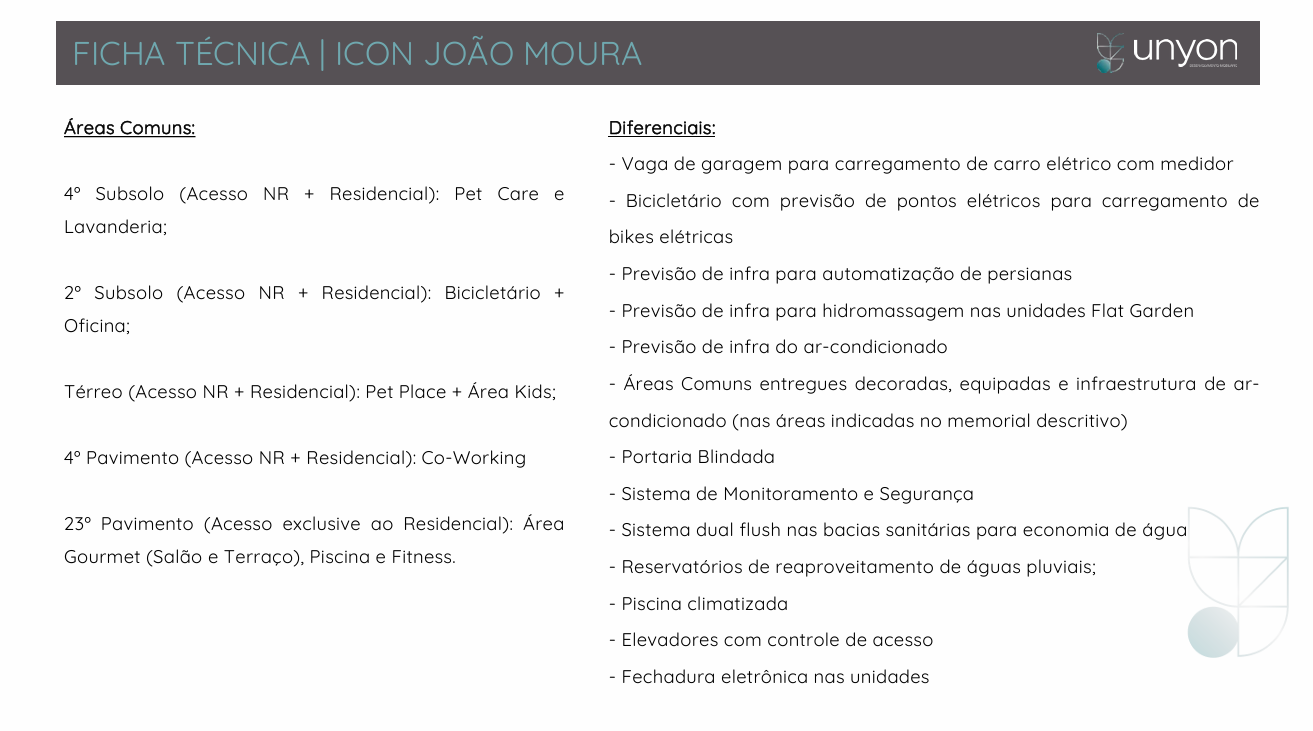 FICHA TÉCNICA | ICON JOÃO MOURA
unyon
Áreas Comuns:
4º Subsolo (Acesso NR + Residencial): Pet Care e
Lavanderia;
2º Subsolo (Acesso NR + Residencial): Bicicletário +
Oficina;
Térreo (Acesso NR + Residencial): Pet Place + Área Kids;
4º Pavimento (Acesso NR + Residencial): Co-Working
23º Pavimento (Acesso exclusive ao Residencial): Área
Gourmet (Salão e Terraço), Piscina e Fitness.
Diferenciais:
- Vaga de garagem para carregamento de carro elétrico com medidor
- Bicicletário com previsão de pontos elétricos para carregamento de
bikes elétricas
- Previsão de infra para automatização de persianas
- Previsão de infra para hidromassagem nas unidades Flat Garden
- Previsão de infra do ar-condicionado
- Áreas Comuns entregues decoradas, equipadas e infraestrutura de ar-
condicionado (nas áreas indicadas no memorial descritivo)
- Portaria Blindada
- Sistema de Monitoramento e Segurança
- Sistema dual flush nas bacias sanitárias para economia de água
- Reservatórios de reaproveitamento de águas pluviais;
- Piscina climatizada
- Elevadores com controle de acesso
- Fechadura eletrônica nas unidades